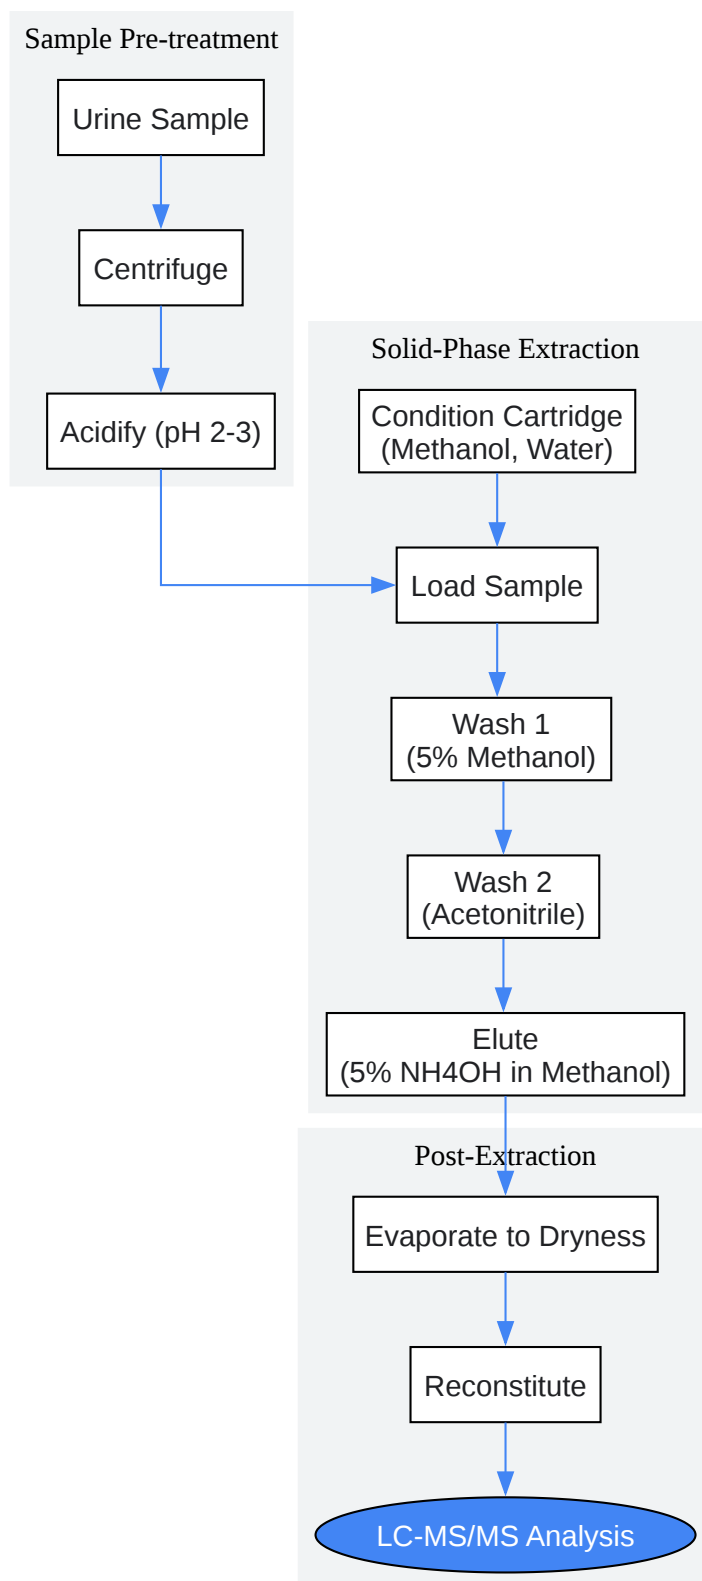 Sample Pre-treatment
Urine Sample
Centrifuge
Acidify (pH 2-3)
Solid-Phase Extraction
Condition Cartridge
(Methanol, Water)
Load Sample
Wash 1
(5% Methanol)
Wash 2
(Acetonitrile)
Elute
(5% NH4OH in Methanol)
Post-Extraction
Evaporate to Dryness
Reconstitute
LC-MS/MS Analysis